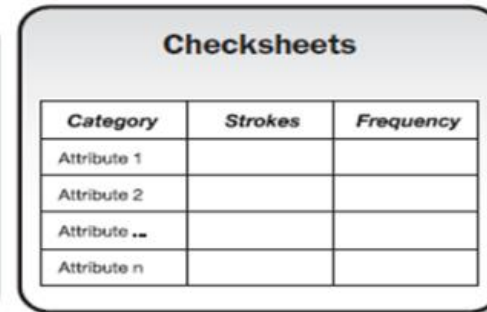 Checksheets
Category Strokes Frequency
Attribute 1
Attribute 2
Attribute ...
Attribute n